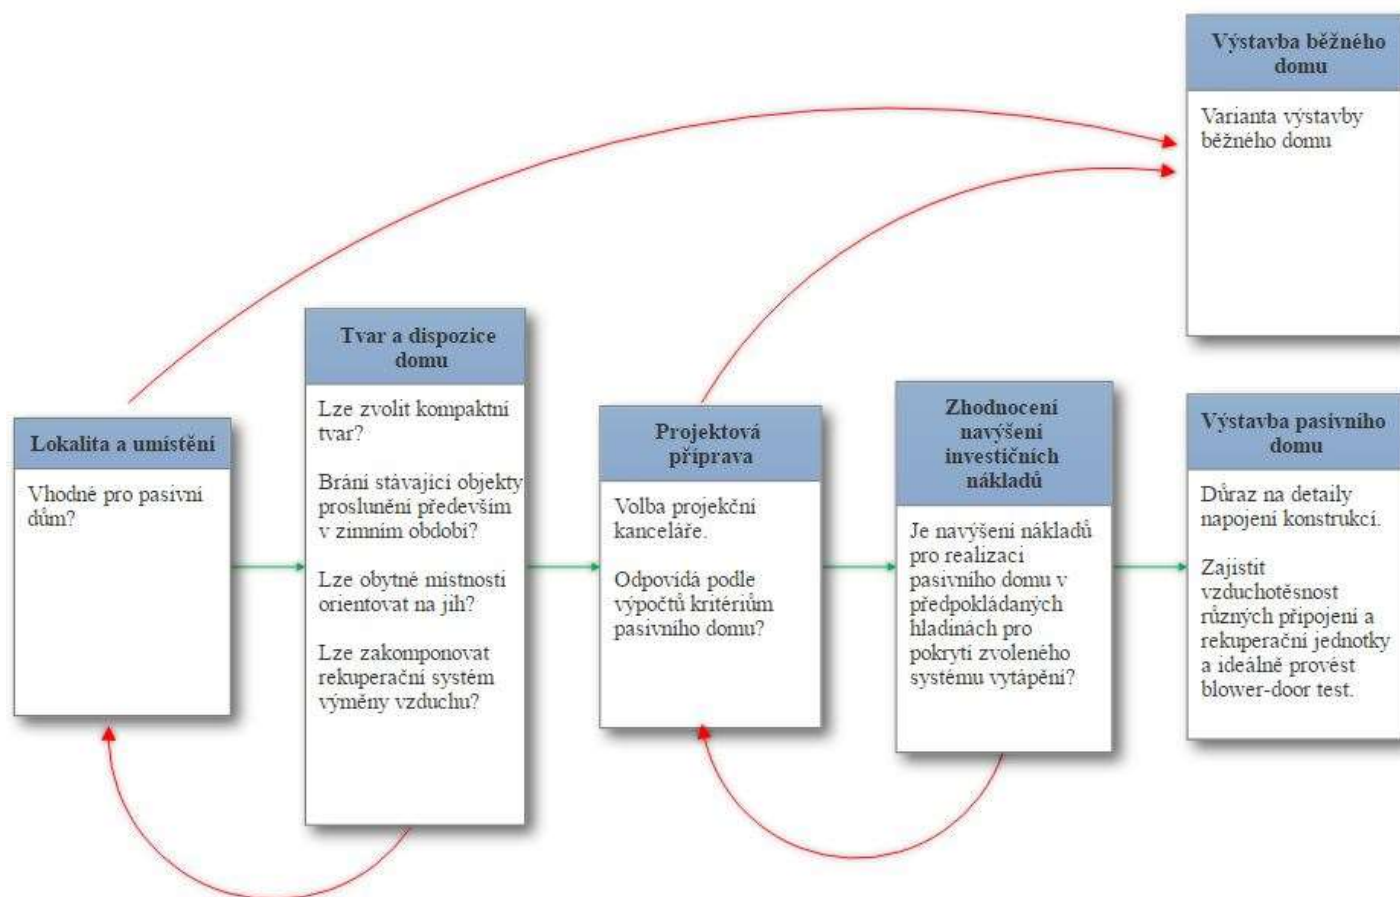 Výstavba běžného
domu
Varianta výstavby
běžného domu
Lokalita a umístění
Vhodné pro pasivní
dům?
Tvar a dispozice
domu
Lze zvolit kompaktní
tvar?
Brání stávající objekty
proslunění především
v zimním období?
Lze obytné místnosti
orientovat na jih?
Lze zakomponovat
rekuperační systém
výměny vzduchu?
Projektová
příprava
Volba projekční
kanceláře.
Odpovídá podle
výpočtů kritériům
pasivního domu?
Zhodnocení
navýšení
investičních
nákladů
Je navýšení nákladů
pro realizaci
pasivního domu v
předpokládaných
hladinách pro
pokrytí zvoleného
systému vytápění?
Výstavba pasivního
domu
Důraz na detaily
napojení konstrukcí.
Zajistit
vzduchotěsnost
různých připojení a
rekuperační jednotky
a ideálně provést
blower-door test.